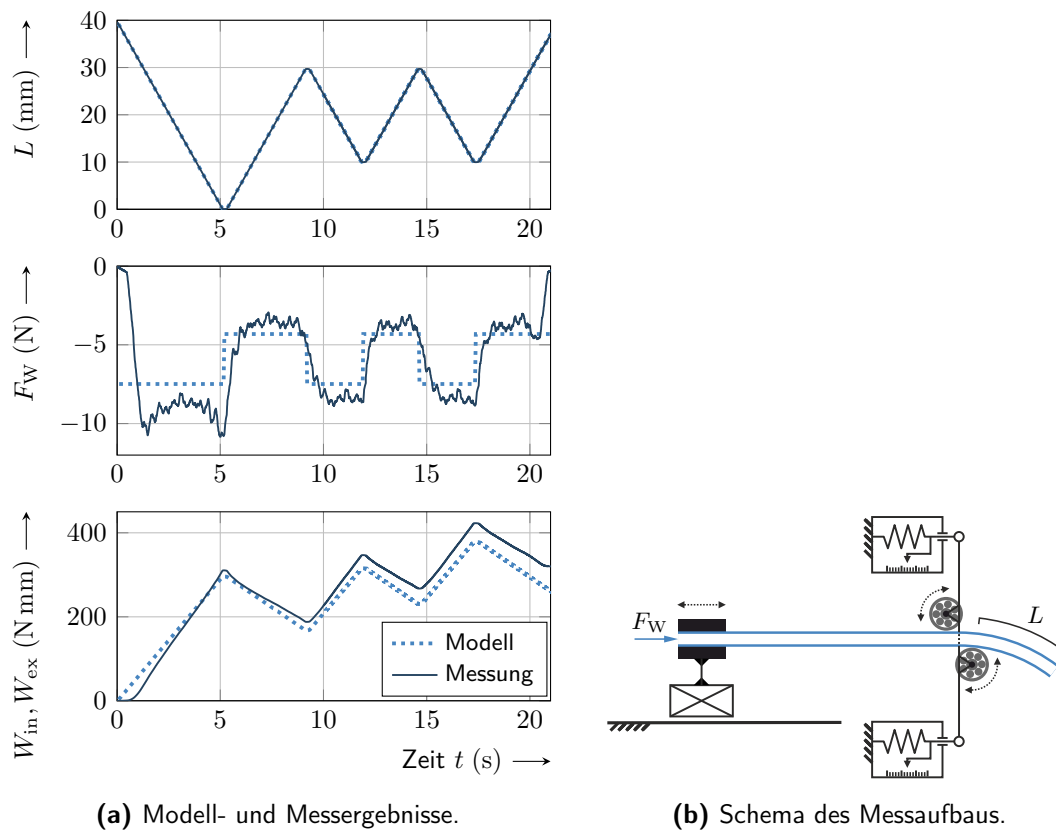 40
30
20
10
0
L (mm) ⟶
0 5 10 15 20
0
−5
−10
F_W (N) ⟶
0 5 10 15 20
400
200
0
W_in, W_ex (N mm) ⟶
Modell
Messung
0 5 10 15 20
Zeit t (s) ⟶
F_W
L
(a) Modell- und Messergebnisse.
(b) Schema des Messaufbaus.